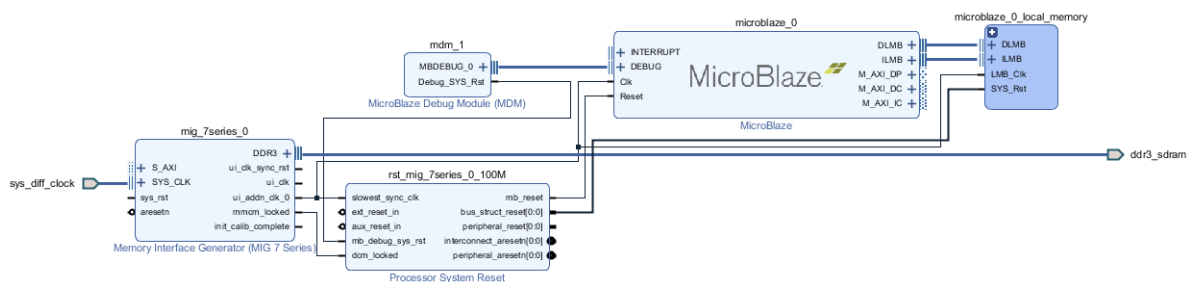 microblaze_0
microblaze_0_local_memory
mdm_1
MBDEBUG_0
Debug_SYS_Rst
MicroBlaze Debug Module (MDM)
INTERRUPT
DEBUG
Clk
Reset
MicroBlaze
DLMB
ILMB
M_AXI_DP
M_AXI_DC
M_AXI_IC
MicroBlaze
DLMB
ILMB
LMB_Clk
SYS_Rst
mig_7series_0
S_AXI
SYS_CLK
sys_rst
aresetn
DDR3
ui_clk_sync_rst
ui_clk
ui_addn_clk_0
mmcm_locked
init_calib_complete
Memory Interface Generator (MIG 7 Series)
sys_diff_clock
ddr3_sdram
rst_mig_7series_0_100M
slowest_sync_clk
ext_reset_in
aux_reset_in
mb_debug_sys_rst
dcm_locked
mb_reset
bus_struct_reset[0:0]
peripheral_reset[0:0]
interconnect_aresetn[0:0]
peripheral_aresetn[0:0]
Processor System Reset